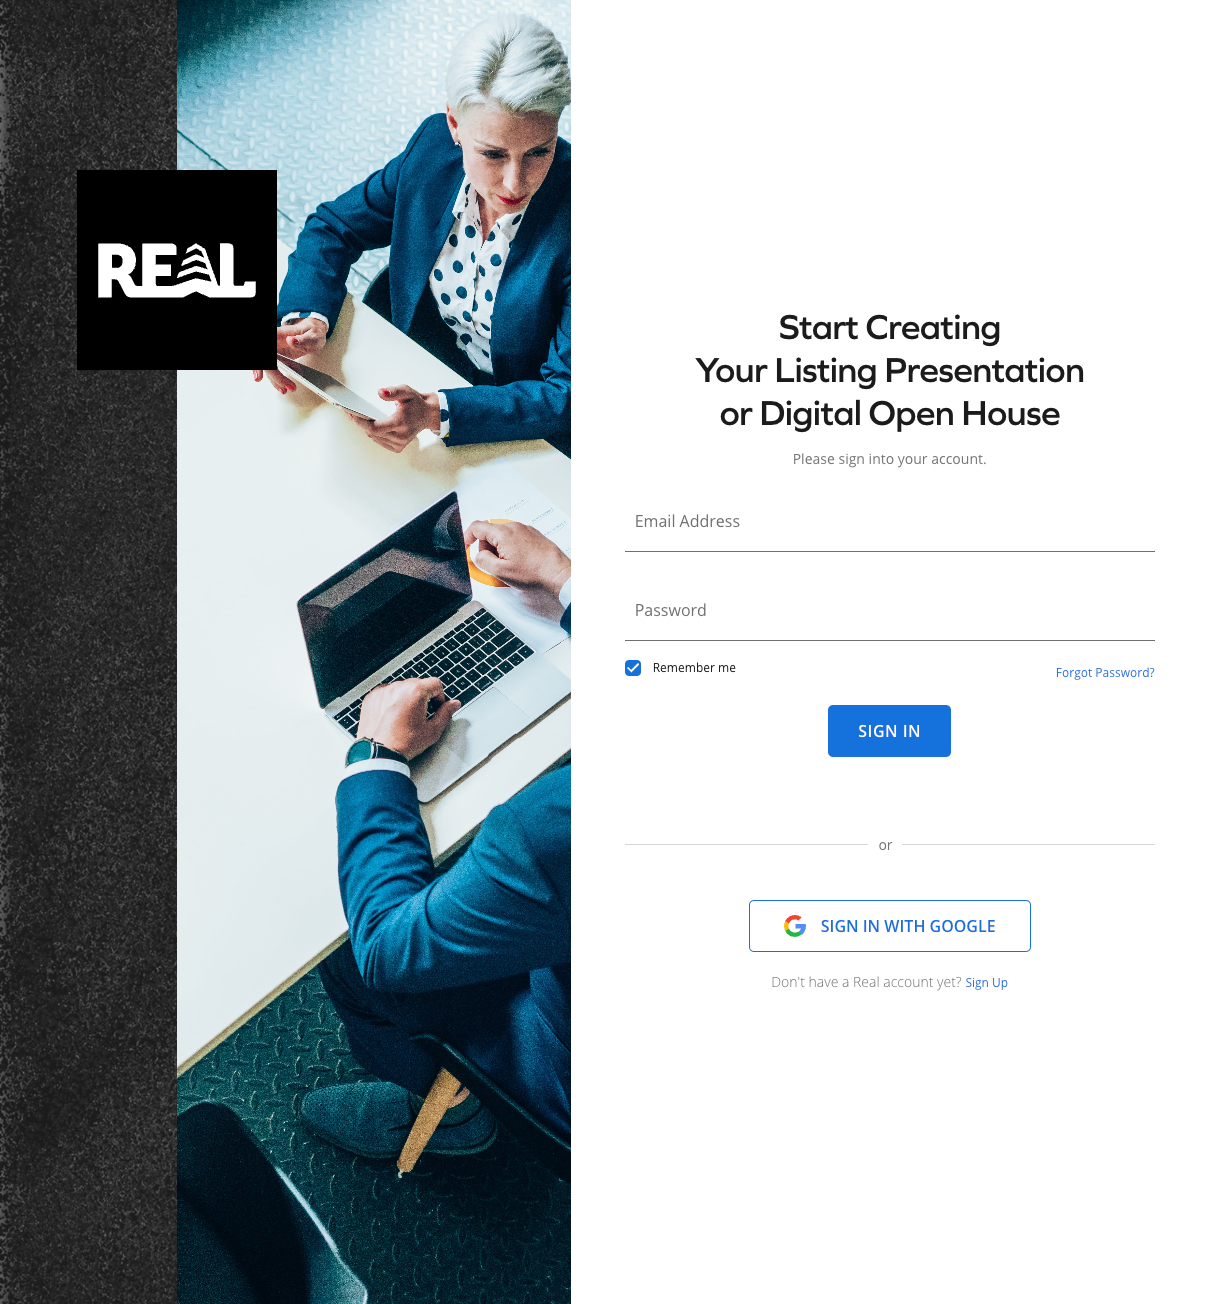 REAL
Start Creating
Your Listing Presentation
or Digital Open House
Please sign into your account.
Email Address
Password
Remember me
Forgot Password?
SIGN IN
or
SIGN IN WITH GOOGLE
Don't have a Real account yet? Sign Up